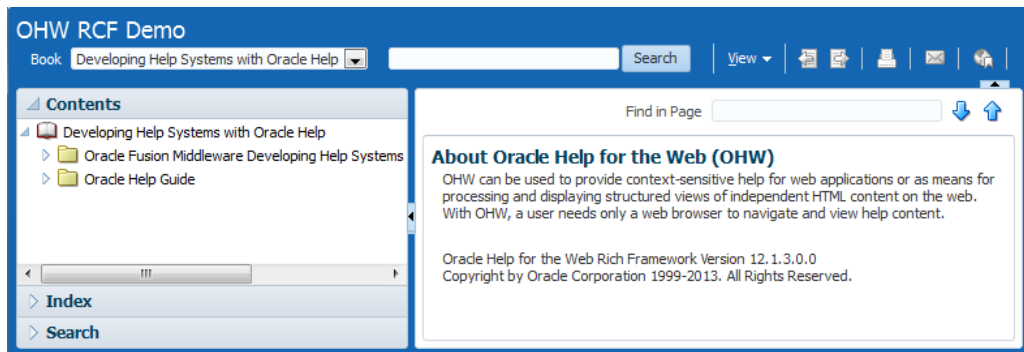 OHW RCF Demo
Book Developing Help Systems with Oracle Help Search View
Contents
Developing Help Systems with Oracle Help
Oracle Fusion Middleware Developing Help Systems
Oracle Help Guide
Index
Search
Find in Page
About Oracle Help for the Web (OHW)
OHW can be used to provide context-sensitive help for web applications or as means for
processing and displaying structured views of independent HTML content on the web.
With OHW, a user needs only a web browser to navigate and view help content.
Oracle Help for the Web Rich Framework Version 12.1.3.0.0
Copyright by Oracle Corporation 1999-2013. All Rights Reserved.